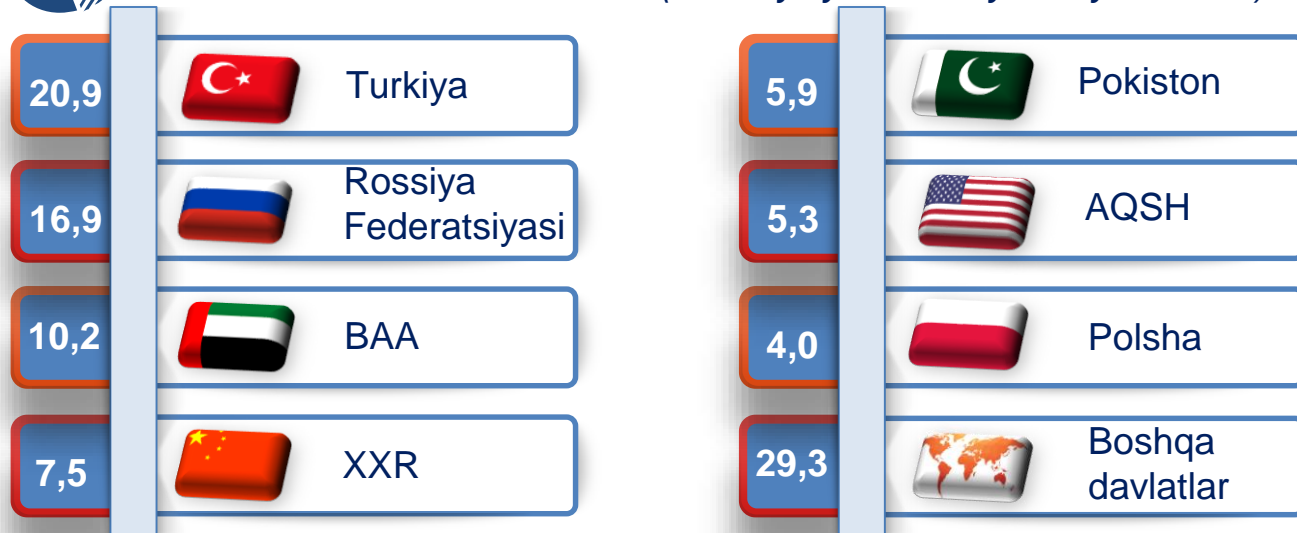 20,9 Turkiya
16,9 Rossiya
Federatsiyasi
10,2 BAA
7,5 XXR
5,9 Pokiston
5,3 AQSH
4,0 Polsha
29,3 Boshqa
davlatlar